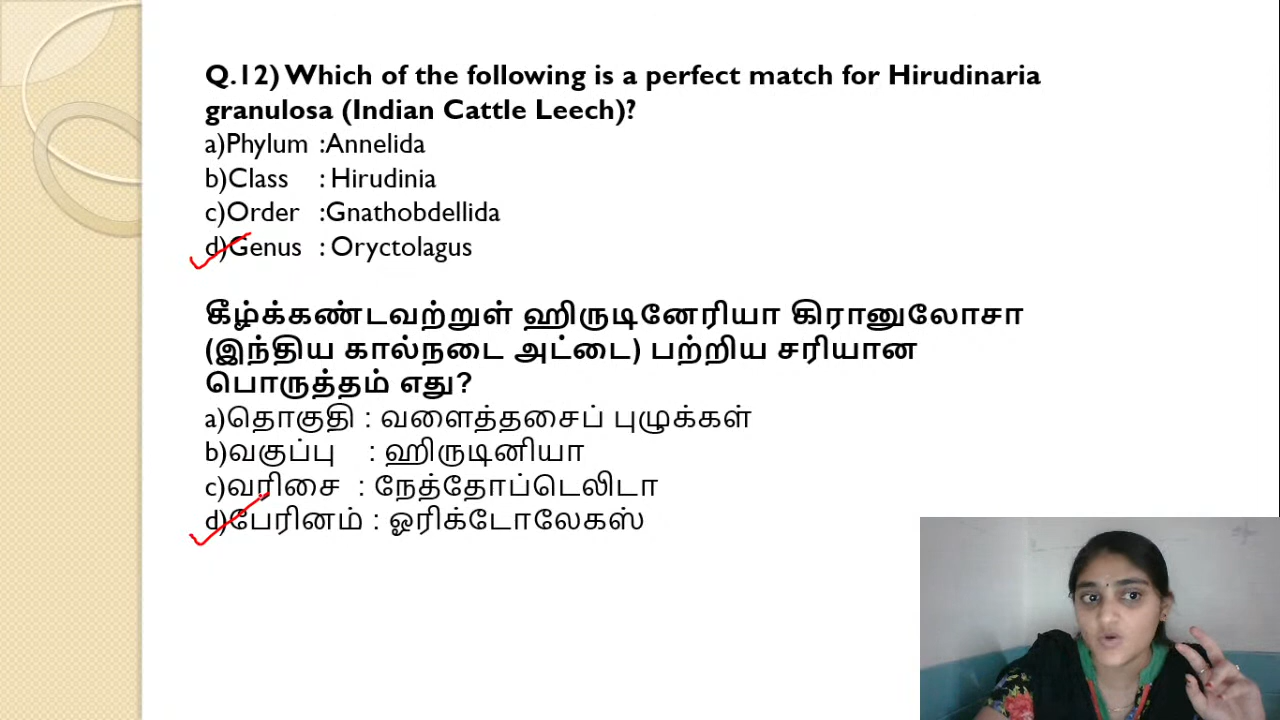 Q.12) Which of the following is a perfect match for Hirudinaria
granulosa (Indian Cattle Leech)?
a)Phylum :Annelida
b)Class : Hirudinia
c)Order :Gnathobdellida
d)Genus : Oryctolagus
கீழ்க்கண்டவற்றுள் ஹிருடினேரியா கிரானுலோசா
(இந்திய கால்நடை அட்டை) பற்றிய சரியான
பொருத்தம் எது?
a)தொகுதி : வளைத்தசைப் புழுக்கள்
b)வகுப்பு : ஹிருடினியா
c)வரிசை : நேத்தோப்டெலிடா
d)பேரினம் : ஓரிக்டோலேகஸ்